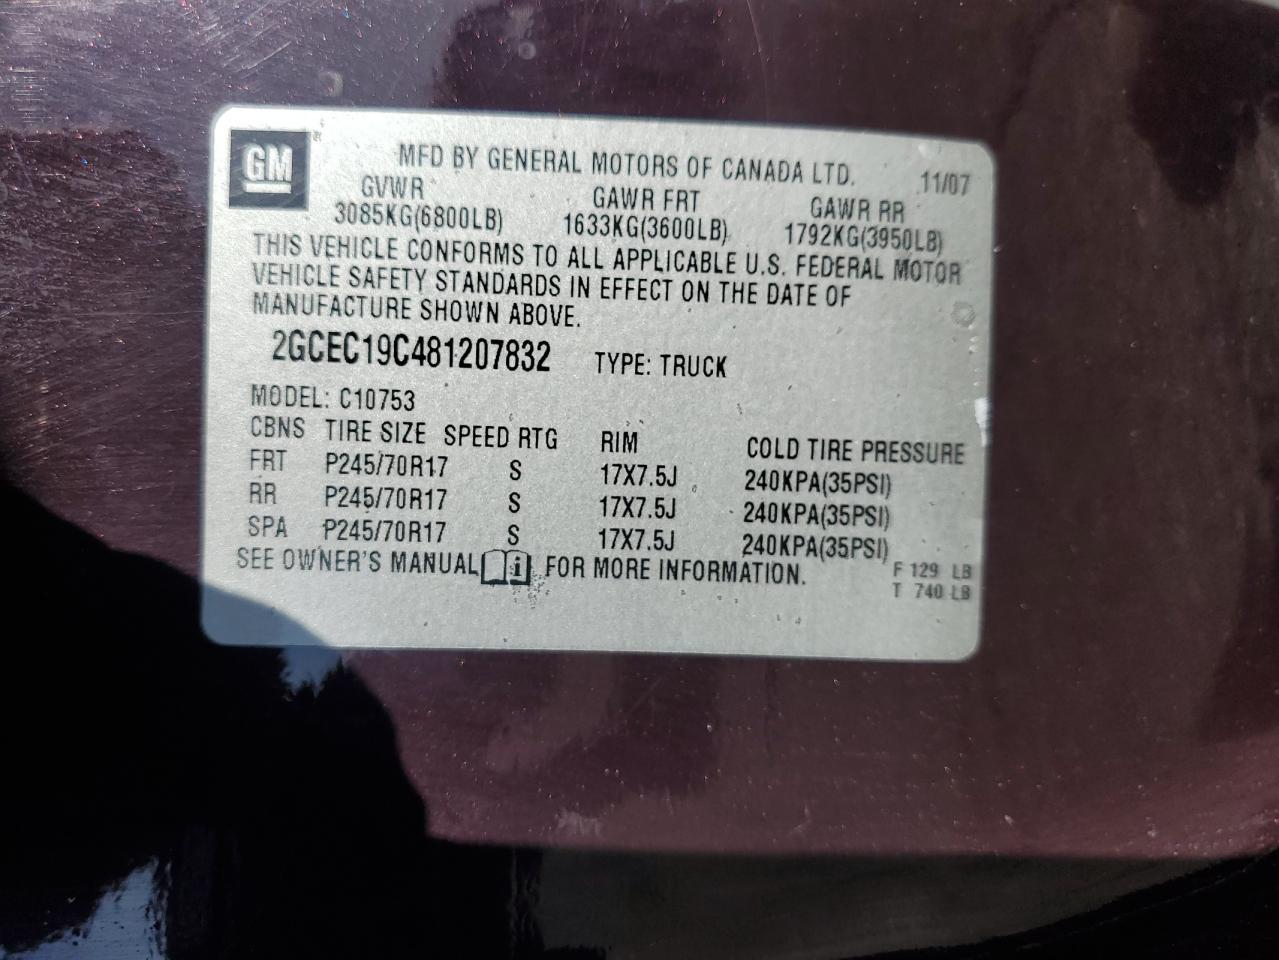 GM
MFD BY GENERAL MOTORS OF CANADA LTD. 11/07
GVWR GAWR FRT GAWR RR
3085KG(6800LB) 1633KG(3600LB) 1792KG(3950LB)
THIS VEHICLE CONFORMS TO ALL APPLICABLE U.S. FEDERAL MOTOR
VEHICLE SAFETY STANDARDS IN EFFECT ON THE DATE OF
MANUFACTURE SHOWN ABOVE.
2GCEC19C481207832 TYPE: TRUCK
MODEL: C10753
CBNS TIRE SIZE SPEED RTG RIM COLD TIRE PRESSURE
FRT P245/70R17 S 17X7.5J 240KPA(35PSI)
RR P245/70R17 S 17X7.5J 240KPA(35PSI)
SPA P245/70R17 S 17X7.5J 240KPA(35PSI)
SEE OWNER'S MANUAL i FOR MORE INFORMATION.
F 129 LB
T 740 LB